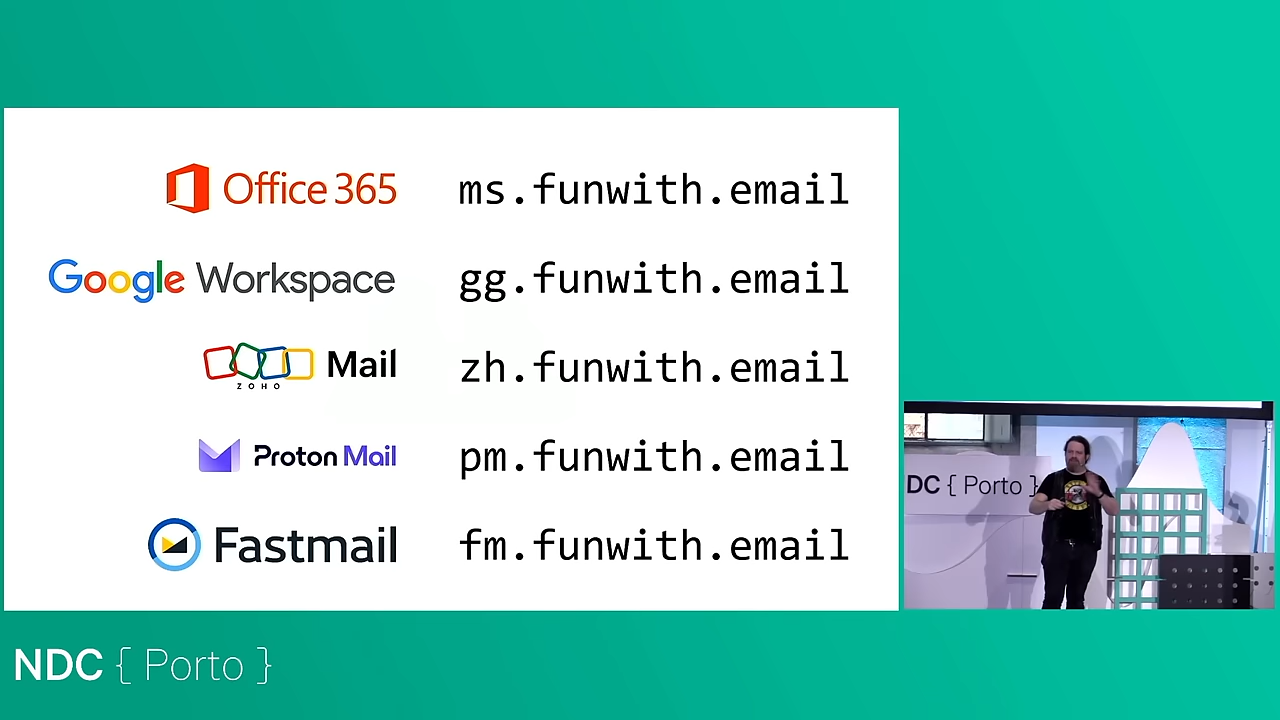 Office 365 ms.funwith.email
Google Workspace gg.funwith.email
ZOHO Mail zh.funwith.email
Proton Mail pm.funwith.email
Fastmail fm.funwith.email
DC { Porto }
NDC { Porto }